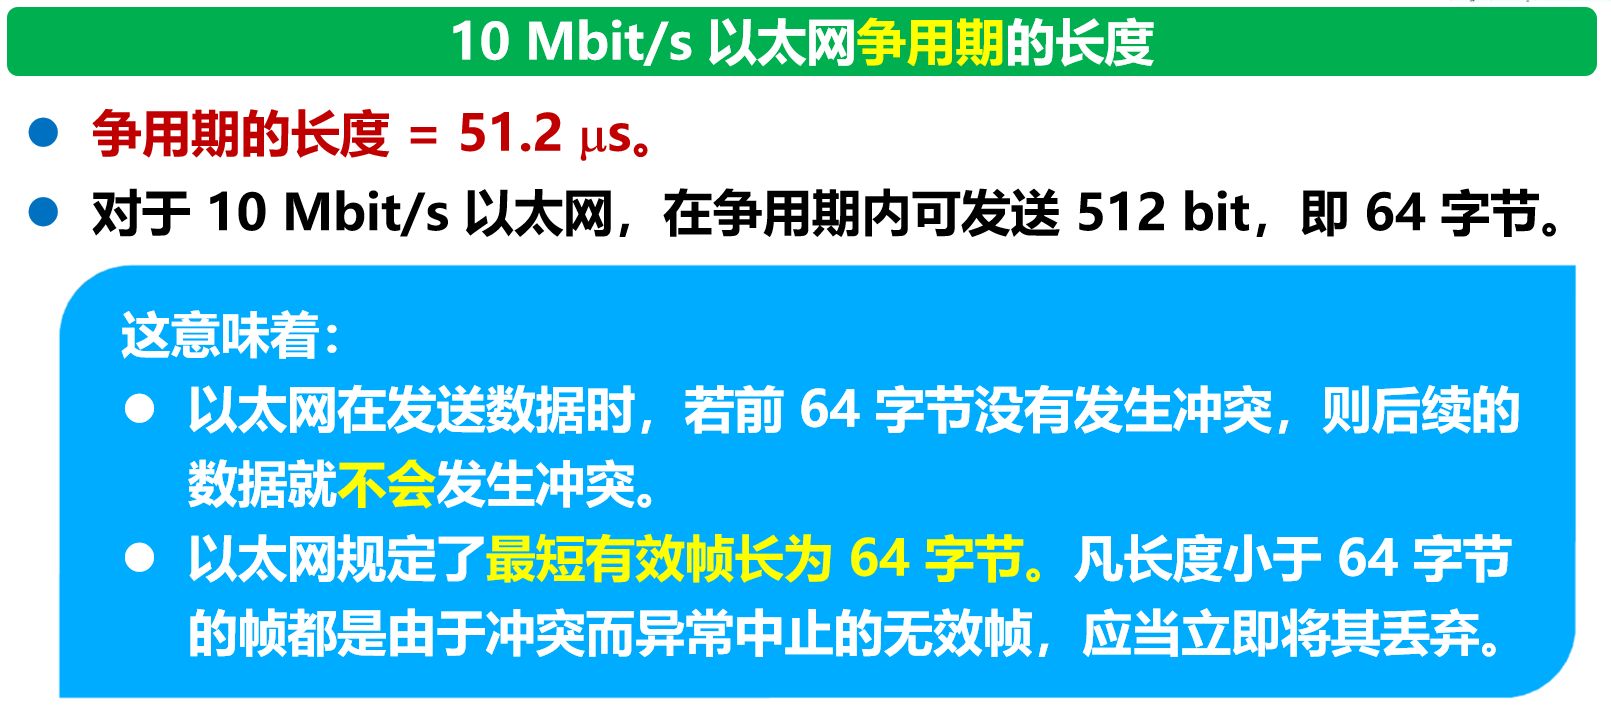 10 Mbit/s 以太网争用期的长度
争用期的长度 = 51.2 μs。
对于 10 Mbit/s 以太网，在争用期内可发送 512 bit，即 64 字节。
这意味着：
以太网在发送数据时，若前 64 字节没有发生冲突，则后续的
数据就不会发生冲突。
以太网规定了最短有效帧长为 64 字节。凡长度小于 64 字节
的帧都是由于冲突而异常中止的无效帧，应当立即将其丢弃。